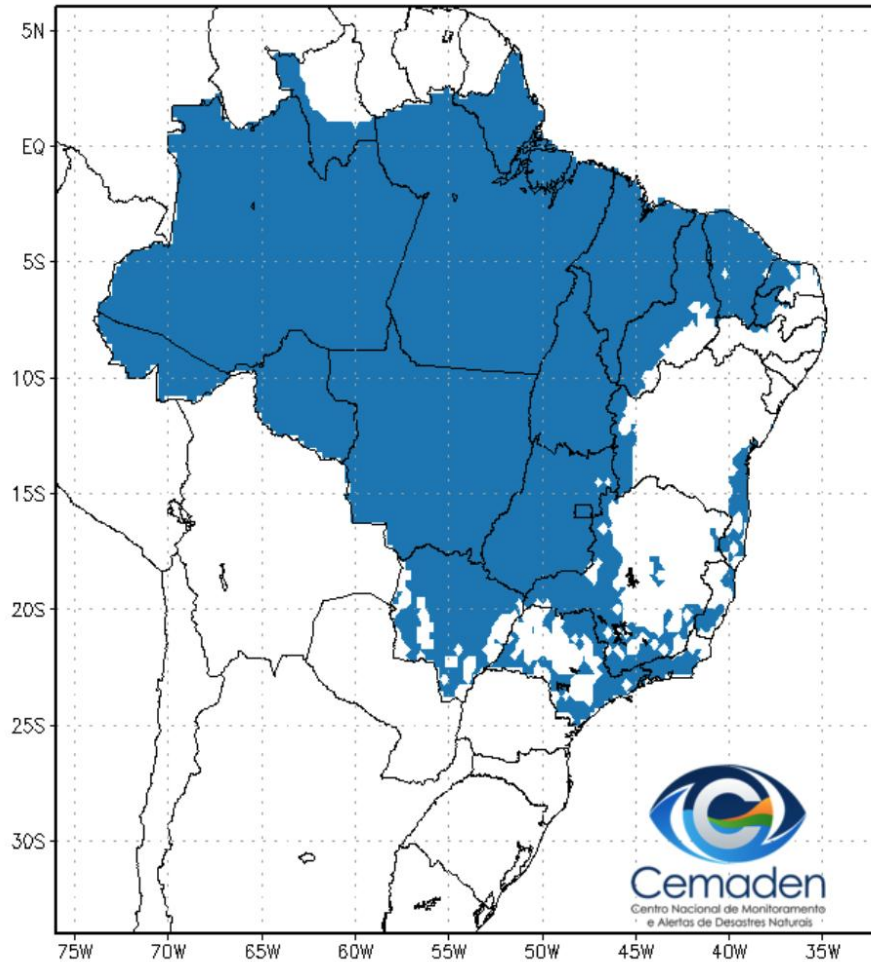 5N
EQ
5S
10S
15S
20S
25S
30S
75W 70W 65W 60W 55W 50W 45W 40W 35W
Cemaden
Centro Nacional de Monitoramento
e Alertas de Desastres Naturais